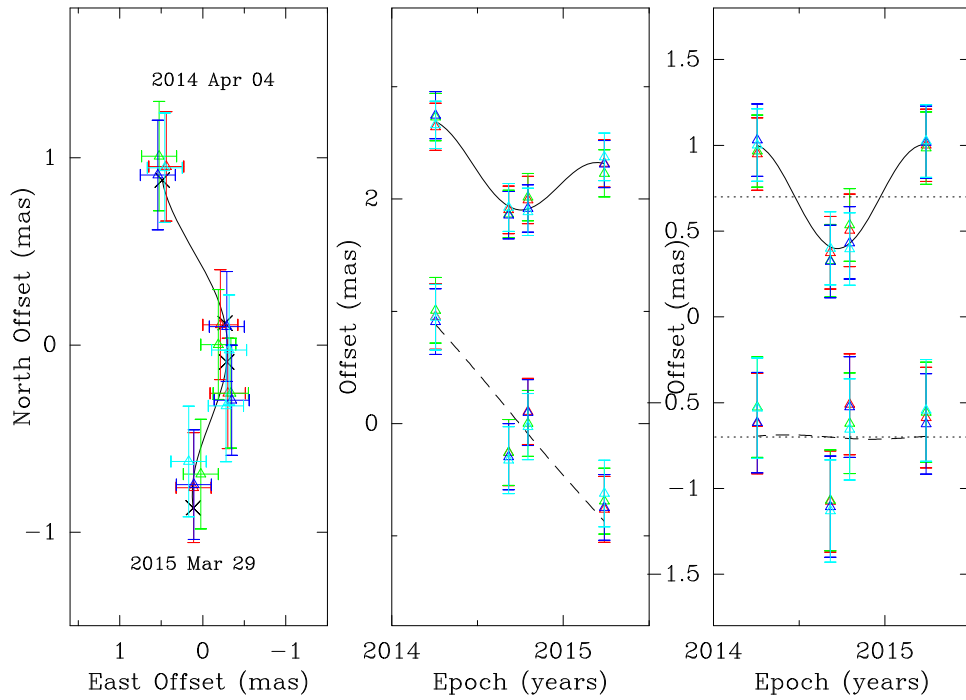 2014 Apr 04
2015 Mar 29
North Offset (mas)
1
0
−1
1
0
−1
East Offset (mas)
Offset (mas)
2
0
2014
2015
Epoch (years)
Offset (mas)
1.5
1
0.5
0
−0.5
−1
−1.5
2014
2015
Epoch (years)